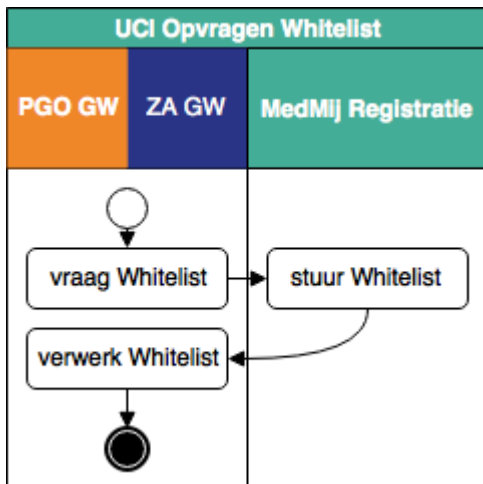 UCI Opvragen Whitelist
PGO GW
ZA GW
MedMij Registratie
vraag Whitelist
stuur Whitelist
verwerk Whitelist